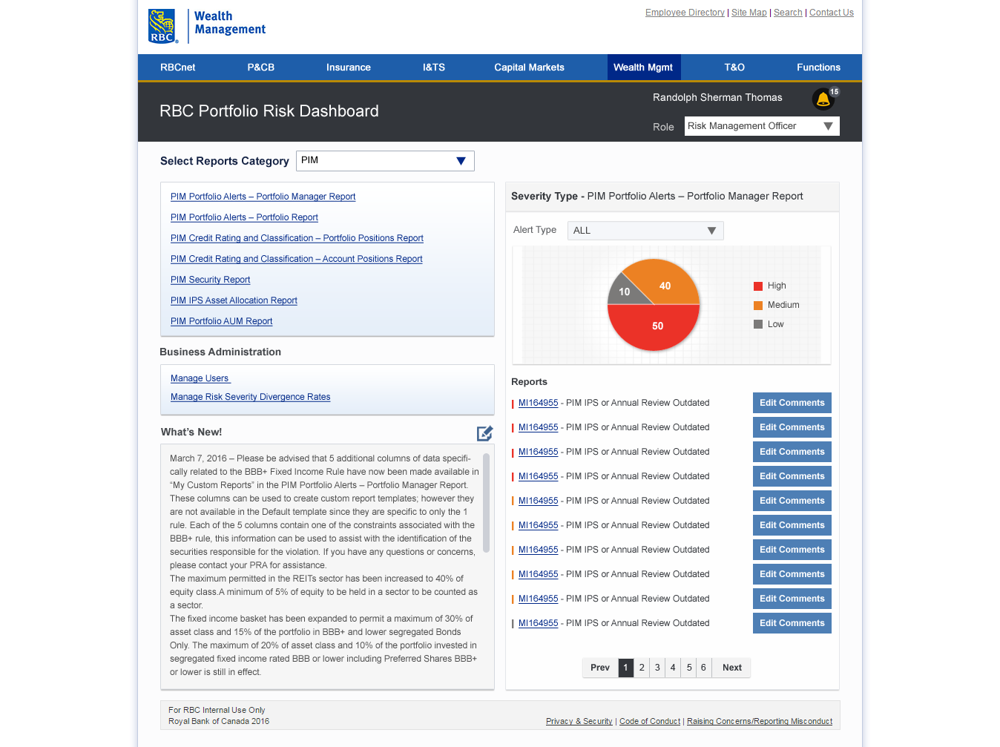 RBC®
Wealth
Management
Employee Directory | Site Map | Search | Contact Us
RBCnet P&CB Insurance I&TS Capital Markets Wealth Mgmt T&O Functions
RBC Portfolio Risk Dashboard
Randolph Sherman Thomas
15
Role Risk Management Officer
Select Reports Category PIM
PIM Portfolio Alerts – Portfolio Manager Report
PIM Portfolio Alerts – Portfolio Report
PIM Credit Rating and Classification – Portfolio Positions Report
PIM Credit Rating and Classification – Account Positions Report
PIM Security Report
PIM IPS Asset Allocation Report
PIM Portfolio AUM Report
Business Administration
Manage Users
Manage Risk Severity Divergence Rates
What’s New!
March 7, 2016 – Please be advised that 5 additional columns of data specifi-
cally related to the BBB+ Fixed Income Rule have now been made available in
“My Custom Reports” in the PIM Portfolio Alerts – Portfolio Manager Report.
These columns can be used to create custom report templates; however they
are not available in the Default template since they are specific to only the 1
rule. Each of the 5 columns contain one of the constraints associated with the
BBB+ rule, this information can be used to assist with the identification of the
securities responsible for the violation. If you have any questions or concerns,
please contact your PRA for assistance.
The maximum permitted in the REITs sector has been increased to 40% of
equity class.A minimum of 5% of equity to be held in a sector to be counted as
a sector.
The fixed income basket has been expanded to permit a maximum of 30% of
asset class and 15% of the portfolio in BBB+ and lower segregated Bonds
Only. The maximum of 20% of asset class and 10% of the portfolio invested in
segregated fixed income rated BBB or lower including Preferred Shares BBB+
or lower is still in effect.
Severity Type - PIM Portfolio Alerts – Portfolio Manager Report
Alert Type ALL
40
10
50
High
Medium
Low
Reports
MI164955 - PIM IPS or Annual Review Outdated Edit Comments
MI164955 - PIM IPS or Annual Review Outdated Edit Comments
MI164955 - PIM IPS or Annual Review Outdated Edit Comments
MI164955 - PIM IPS or Annual Review Outdated Edit Comments
MI164955 - PIM IPS or Annual Review Outdated Edit Comments
MI164955 - PIM IPS or Annual Review Outdated Edit Comments
MI164955 - PIM IPS or Annual Review Outdated Edit Comments
MI164955 - PIM IPS or Annual Review Outdated Edit Comments
MI164955 - PIM IPS or Annual Review Outdated Edit Comments
MI164955 - PIM IPS or Annual Review Outdated Edit Comments
Prev 1 2 3 4 5 6 Next
For RBC Internal Use Only
Royal Bank of Canada 2016
Privacy & Security | Code of Conduct | Raising Concerns/Reporting Misconduct